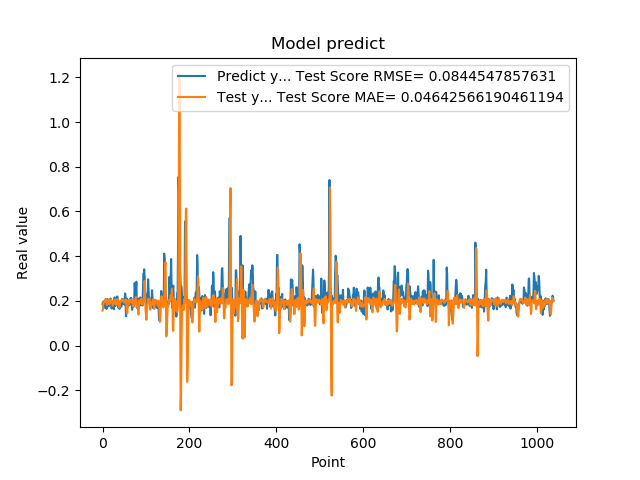 Model predict
Predict y... Test Score RMSE= 0.0844547857631
Test y... Test Score MAE= 0.04642566190461194
Real value
1.2
1.0
0.8
0.6
0.4
0.2
0.0
−0.2
0 200 400 600 800 1000
Point